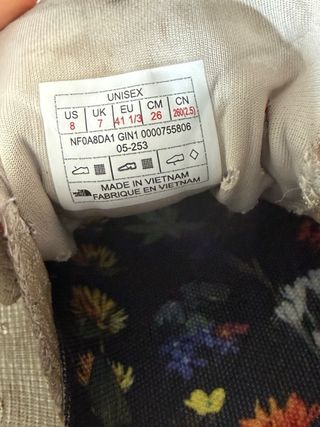 UNISEX
US UK EU CM CN
8 7 41 1/3 26 260(2.5)
NF0A8DA1 GIN1 0000755806
05-253
MADE IN VIETNAM
FABRIQUE EN VIETNAM